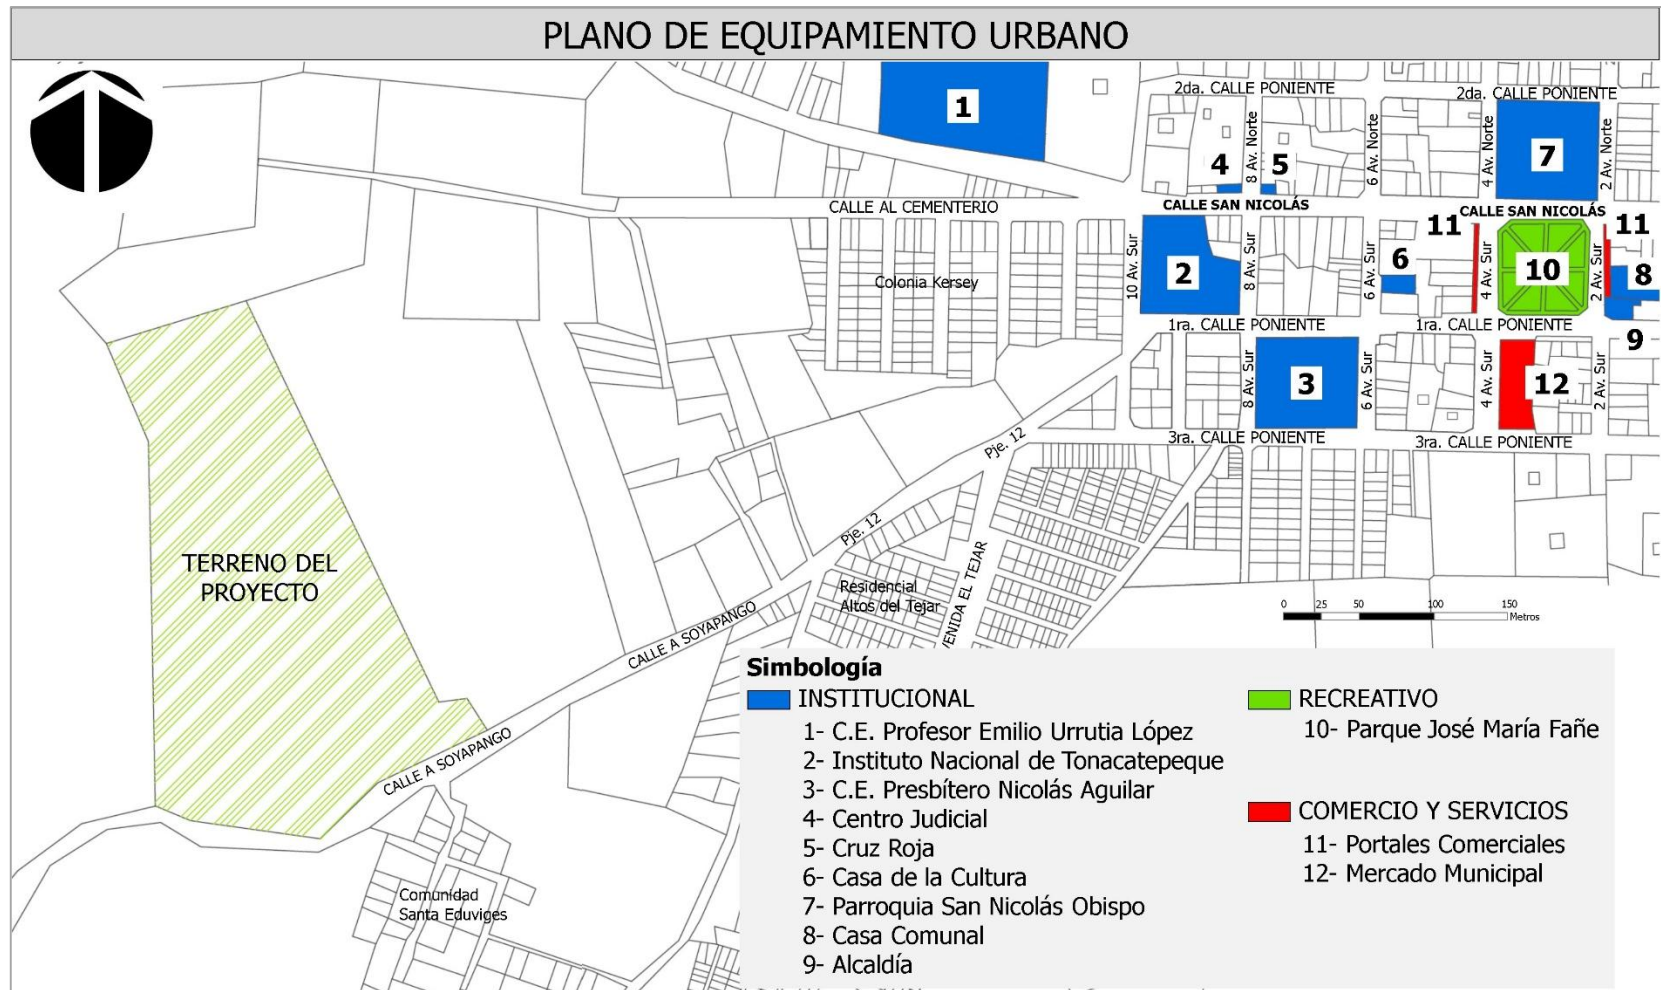 PLANO DE EQUIPAMIENTO URBANO
1
2da. CALLE PONIENTE
2da. CALLE PONIENTE
8 Av. Norte
6 Av. Norte
4 Av. Norte
2 Av. Norte
4
5
7
CALLE AL CEMENTERIO
CALLE SAN NICOLÁS
CALLE SAN NICOLÁS
11
11
10 Av. Sur
8 Av. Sur
6 Av. Sur
4 Av. Sur
2 Av. Sur
2
6
10
8
Colonia Kersey
1ra. CALLE PONIENTE
1ra. CALLE PONIENTE
9
8 Av. Sur
6 Av. Sur
4 Av. Sur
2 Av. Sur
3
12
3ra. CALLE PONIENTE
3ra. CALLE PONIENTE
Pje. 12
Pje. 12
TERRENO DEL
PROYECTO
Residencial
Altos del Tejar
VENIDA EL TEJAR
CALLE A SOYAPANGO
CALLE A SOYAPANGO
0 25 50 100 150
Metros
Comunidad
Santa Eduviges
Simbología
INSTITUCIONAL
1- C.E. Profesor Emilio Urrutia López
2- Instituto Nacional de Tonacatepeque
3- C.E. Presbítero Nicolás Aguilar
4- Centro Judicial
5- Cruz Roja
6- Casa de la Cultura
7- Parroquia San Nicolás Obispo
8- Casa Comunal
9- Alcaldía
RECREATIVO
10- Parque José María Fañe
COMERCIO Y SERVICIOS
11- Portales Comerciales
12- Mercado Municipal